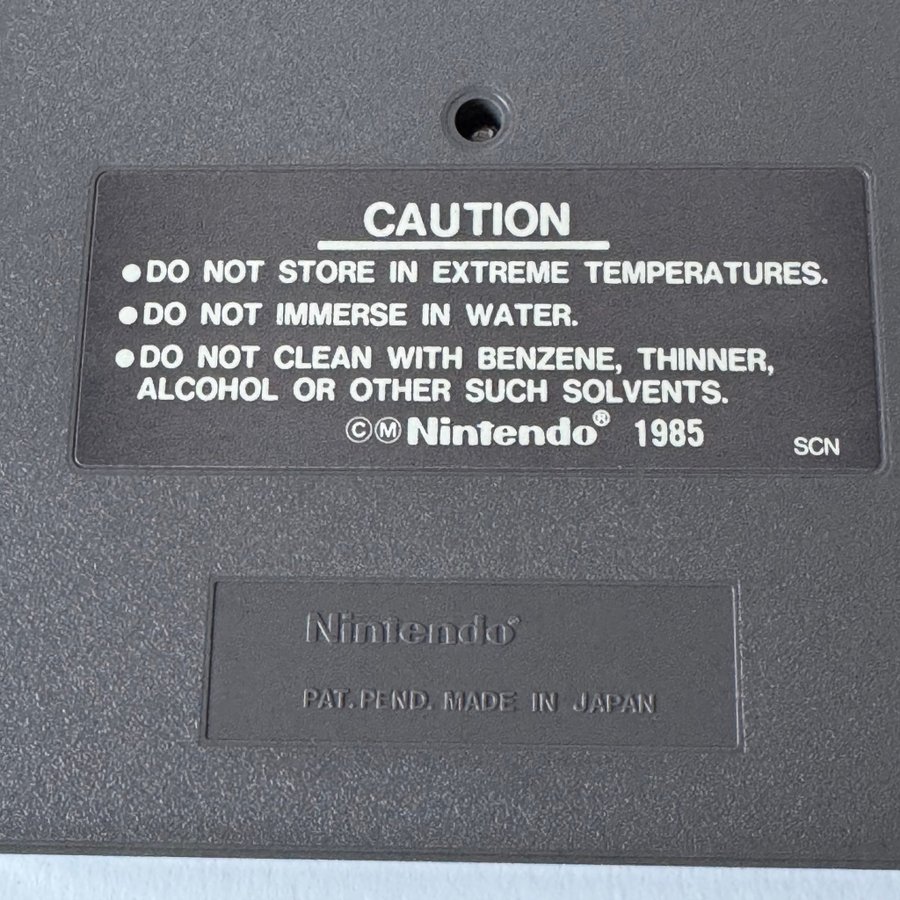 CAUTION
●DO NOT STORE IN EXTREME TEMPERATURES.
●DO NOT IMMERSE IN WATER.
●DO NOT CLEAN WITH BENZENE, THINNER,
ALCOHOL OR OTHER SUCH SOLVENTS.
ⒸⓂNintendo® 1985
SCN
Nintendo®
PAT.PEND. MADE IN JAPAN